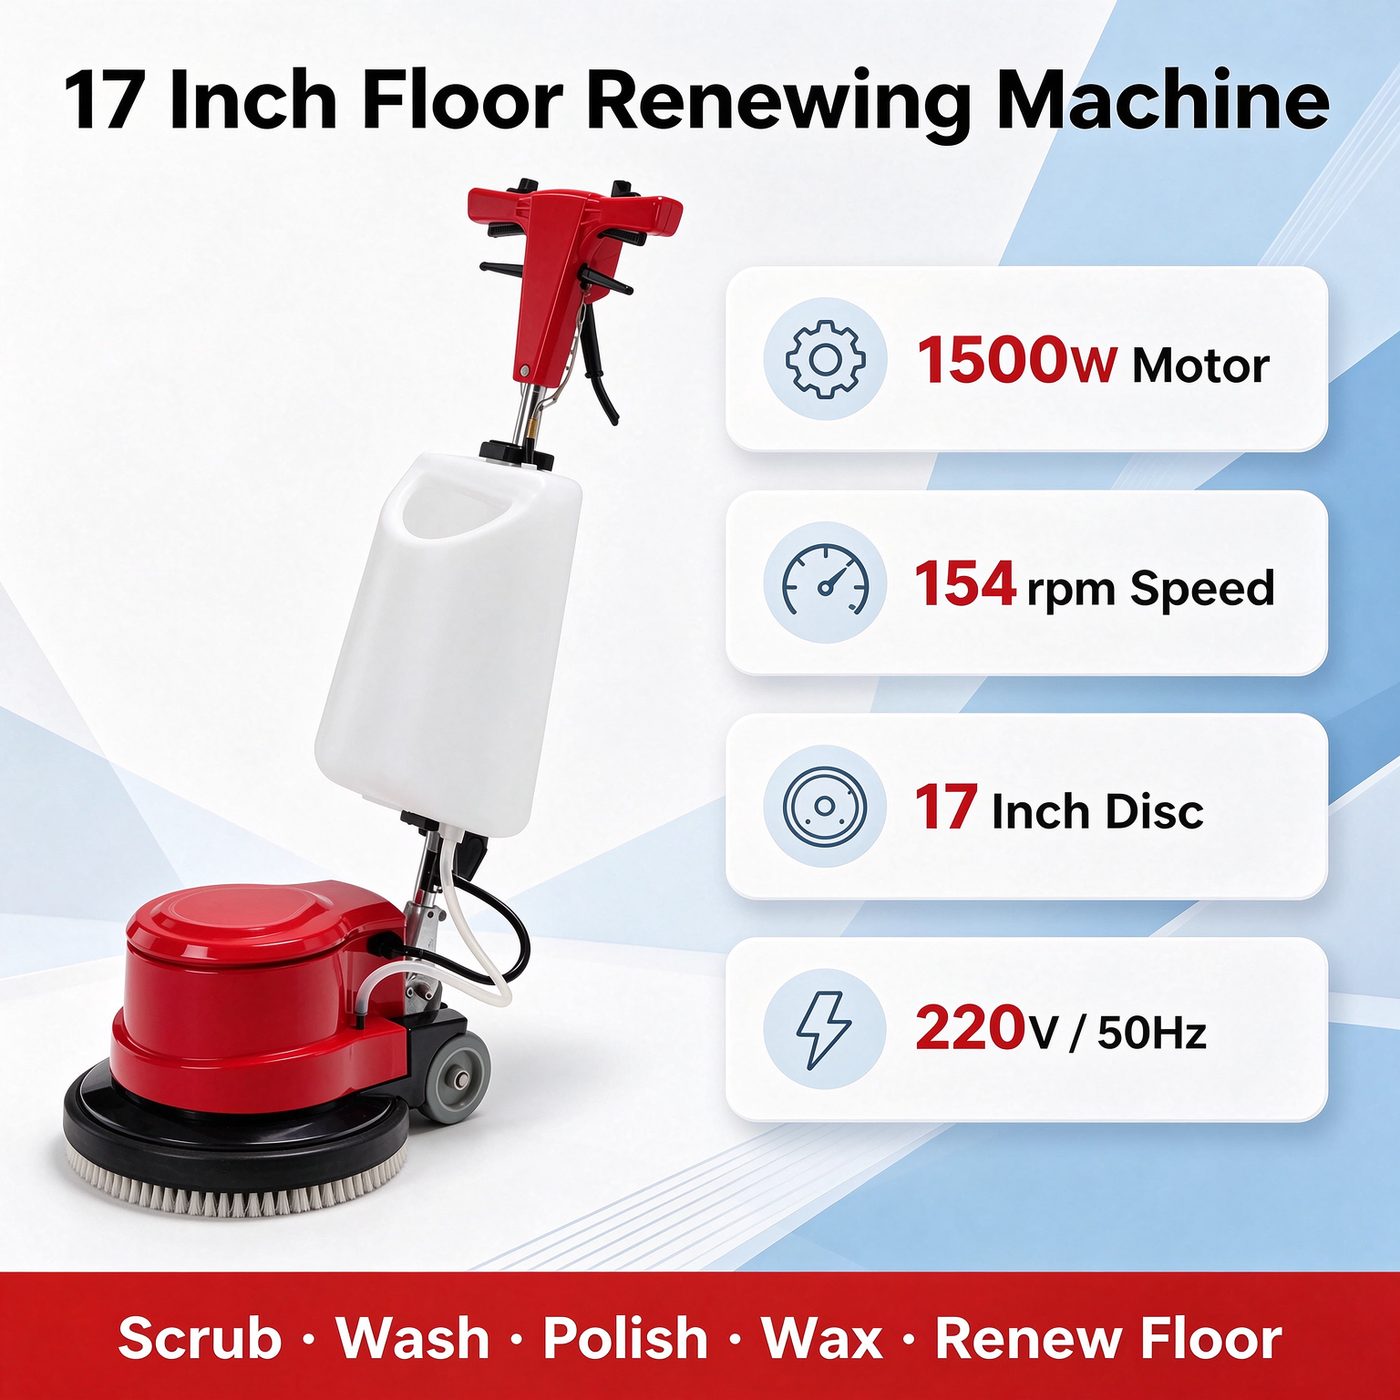 17 Inch Floor Renewing Machine
1500W Motor
154 rpm Speed
17 Inch Disc
220V / 50Hz
Scrub · Wash · Polish · Wax · Renew Floor